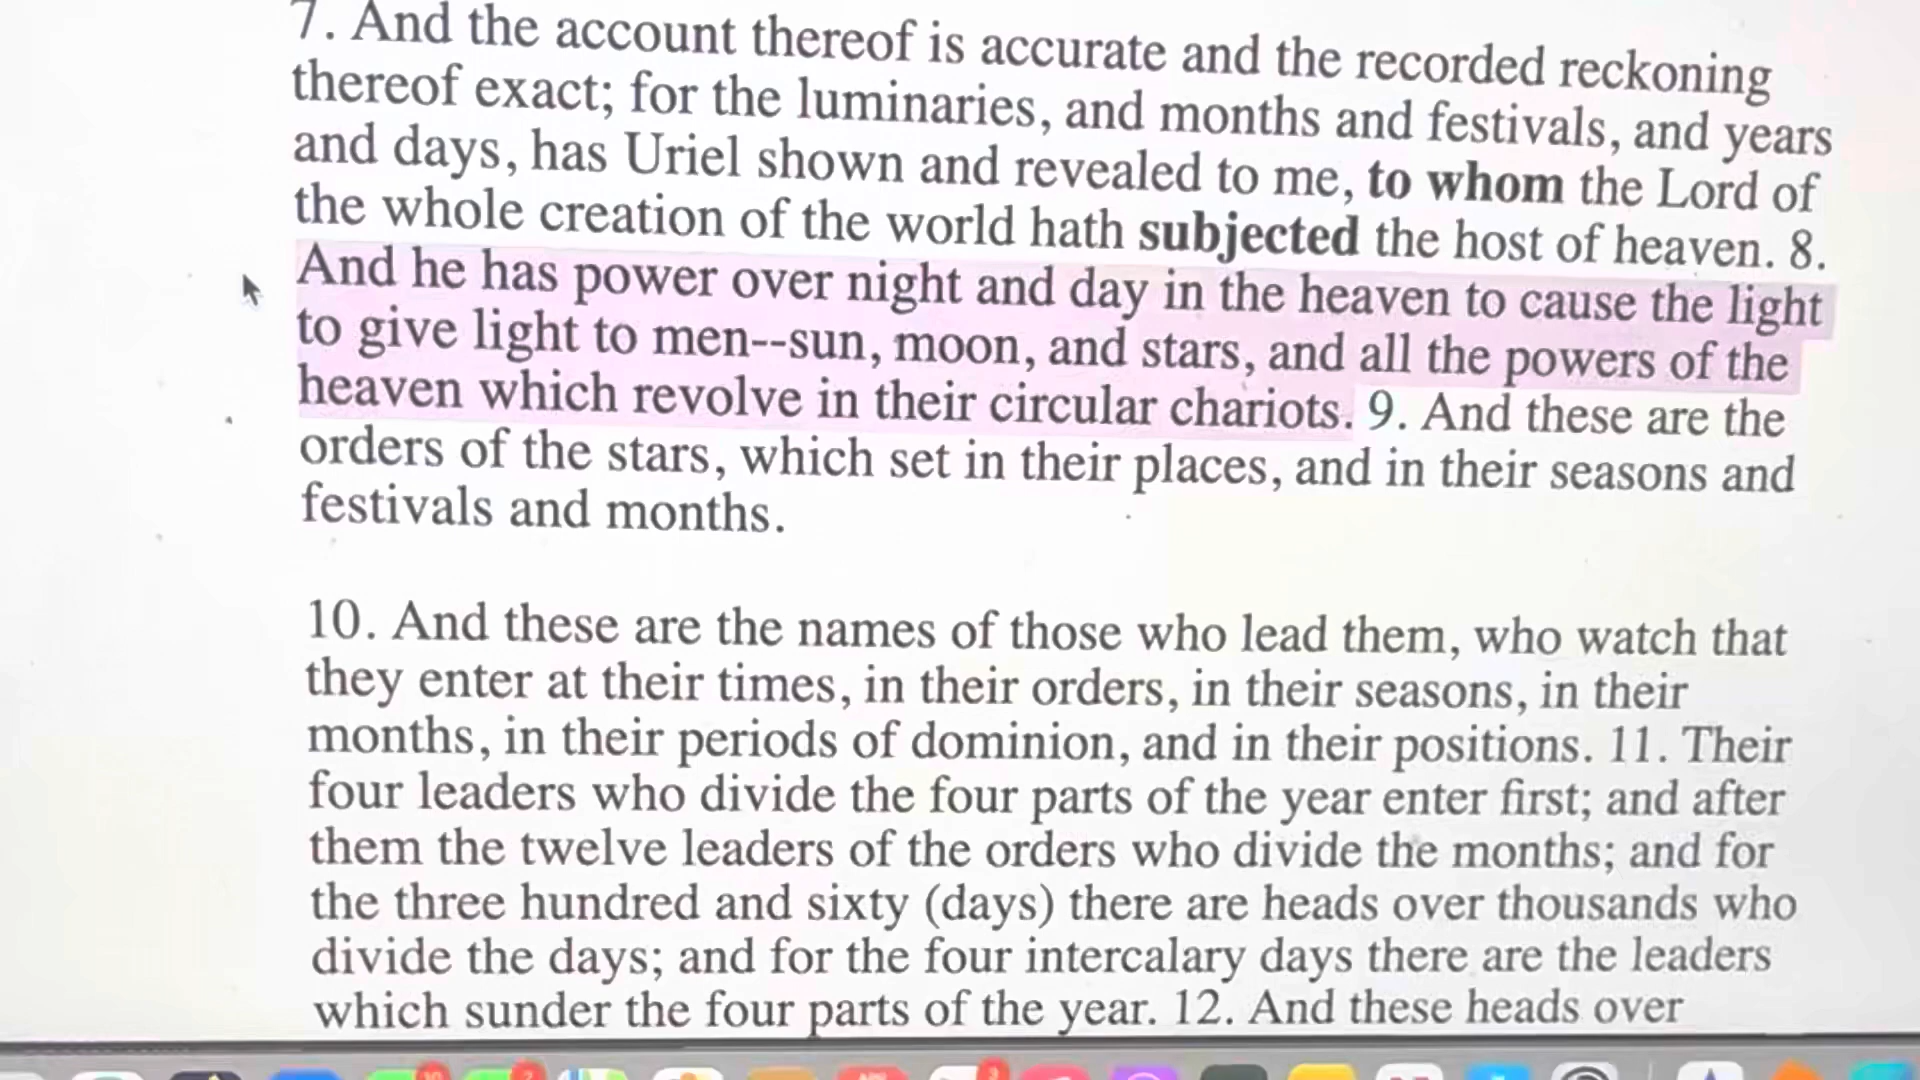 7. And the account thereof is accurate and the recorded reckoning
thereof exact; for the luminaries, and months and festivals, and years
and days, has Uriel shown and revealed to me, to whom the Lord of
the whole creation of the world hath subjected the host of heaven. 8.
And he has power over night and day in the heaven to cause the light
to give light to men--sun, moon, and stars, and all the powers of the
heaven which revolve in their circular chariots. 9. And these are the
orders of the stars, which set in their places, and in their seasons and
festivals and months.
10. And these are the names of those who lead them, who watch that
they enter at their times, in their orders, in their seasons, in their
months, in their periods of dominion, and in their positions. 11. Their
four leaders who divide the four parts of the year enter first; and after
them the twelve leaders of the orders who divide the months; and for
the three hundred and sixty (days) there are heads over thousands who
divide the days; and for the four intercalary days there are the leaders
which sunder the four parts of the year. 12. And these heads over